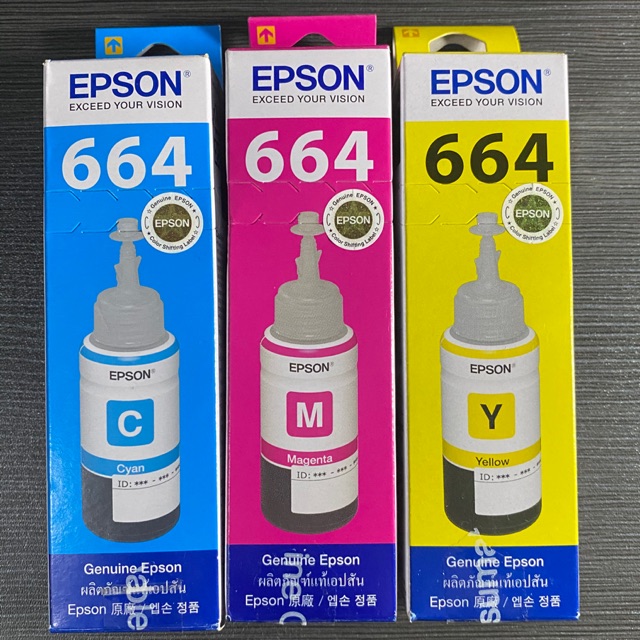 EPSON®
EXCEED YOUR VISION
664
Genuine EPSON
EPSON
Color Shifting Label
EPSON®
C
Cyan
ID: *** - ***
Genuine Epson
ผลิตภัณฑ์แท้เอปสัน
Epson 原廠 / 엡손 정품
EPSON®
EXCEED YOUR VISION
664
Genuine EPSON
EPSON
Color Shifting Label
EPSON®
M
Magenta
ID: *** - ***
Genuine Epson
ผลิตภัณฑ์แท้เอปสัน
Epson 原廠 / 엡손 정품
EPSON®
EXCEED YOUR VISION
664
Genuine EPSON
EPSON
Color Shifting Label
EPSON®
Y
Yellow
ID: *** - ***
Genuine Epson
ผลิตภัณฑ์แท้เอปสัน
Epson 原廠 / 엡손 정품